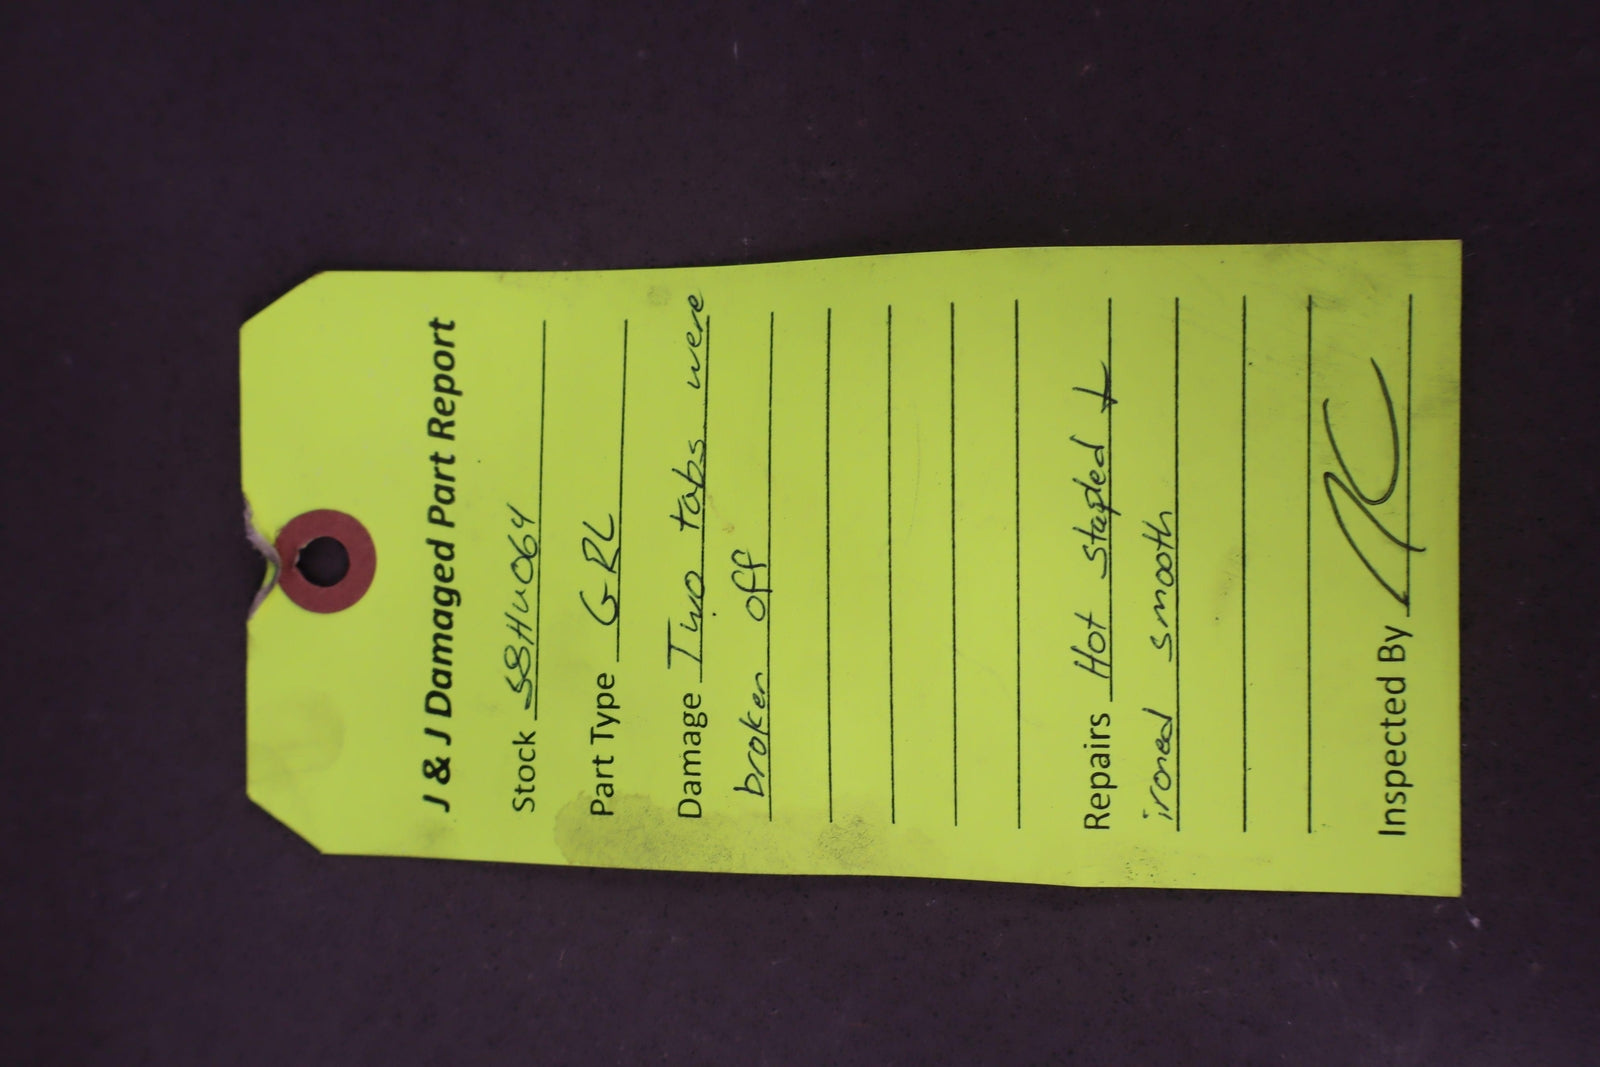 J & J Damaged Part Report
Stock S8HU064
Part Type GRL
Damage Two tabs were
broken off
Repairs Hot stapled +
ironed smooth
Inspected By